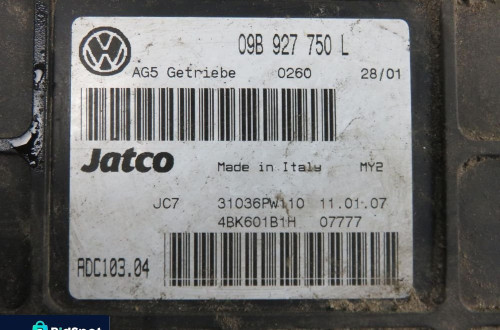 09B 927 750 L
AG5 Getriebe 0260 28/01
Jatco Made in Italy MY2
JC7 31036PW110 11.01.07
4BK601B1H 07777
ADC103.04
BidSpot